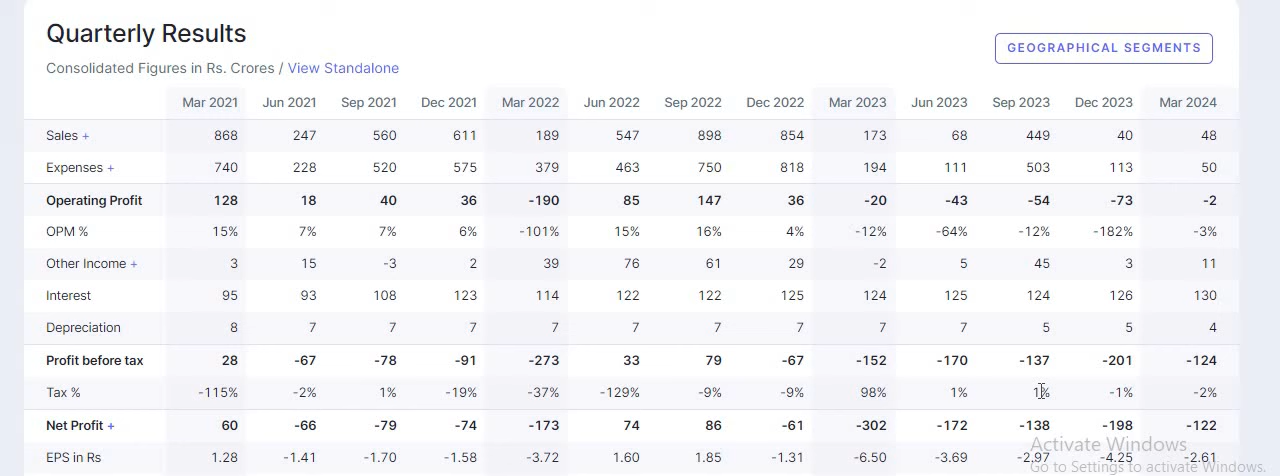 Quarterly Results
GEOGRAPHICAL SEGMENTS
Consolidated Figures in Rs. Crores / View Standalone
Mar 2021 Jun 2021 Sep 2021 Dec 2021 Mar 2022 Jun 2022 Sep 2022 Dec 2022 Mar 2023 Jun 2023 Sep 2023 Dec 2023 Mar 2024
Sales + 868 247 560 611 189 547 898 854 173 68 449 40 48
Expenses + 740 228 520 575 379 463 750 818 194 111 503 113 50
Operating Profit 128 18 40 36 -190 85 147 36 -20 -43 -54 -73 -2
OPM % 15% 7% 7% 6% -101% 15% 16% 4% -12% -64% -12% -182% -3%
Other Income + 3 15 -3 2 39 76 61 29 -2 5 45 3 11
Interest 95 93 108 123 114 122 122 125 124 125 124 126 130
Depreciation 8 7 7 7 7 7 7 7 7 7 5 5 4
Profit before tax 28 -67 -78 -91 -273 33 79 -67 -152 -170 -137 -201 -124
Tax % -115% -2% 1% -19% -37% -129% -9% -9% 98% 1% 1% -1% -2%
Net Profit + 60 -66 -79 -74 -173 74 86 -61 -302 -172 -138 -198 -122
EPS in Rs 1.28 -1.41 -1.70 -1.58 -3.72 1.60 1.85 -1.31 -6.50 -3.69 -2.97 -4.25 -2.61
Activate Windows
Go to Settings to activate Windows.